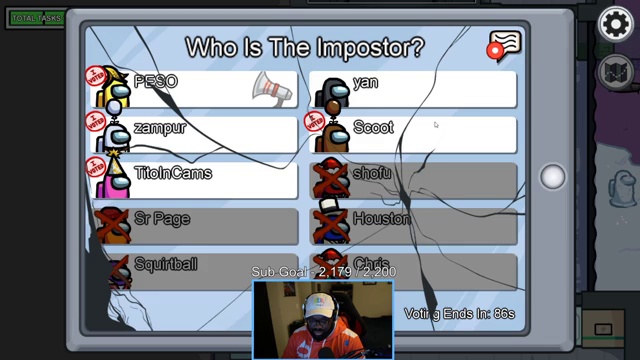 TOTAL TASKS
Who Is The Impostor?
I VOTED
PESO
yan
I VOTED
zampur
I VOTED
Scoot
I VOTED
TitoInCams
shofu
Sr Page
Houston
Squirtball
Chris
Sub-Goal - 2,179 / 2,200
Voting Ends In: 86s